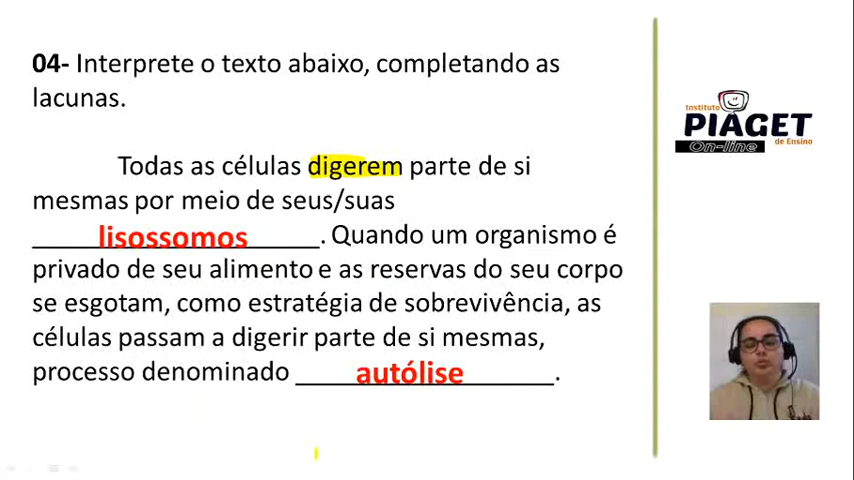 04- Interprete o texto abaixo, completando as
lacunas.
Todas as células digerem parte de si
mesmas por meio de seus/suas
lisossomos. Quando um organismo é
privado de seu alimento e as reservas do seu corpo
se esgotam, como estratégia de sobrevivência, as
células passam a digerir parte de si mesmas,
processo denominado autólise.
Instituto
PIAGET
de Ensino
On-line